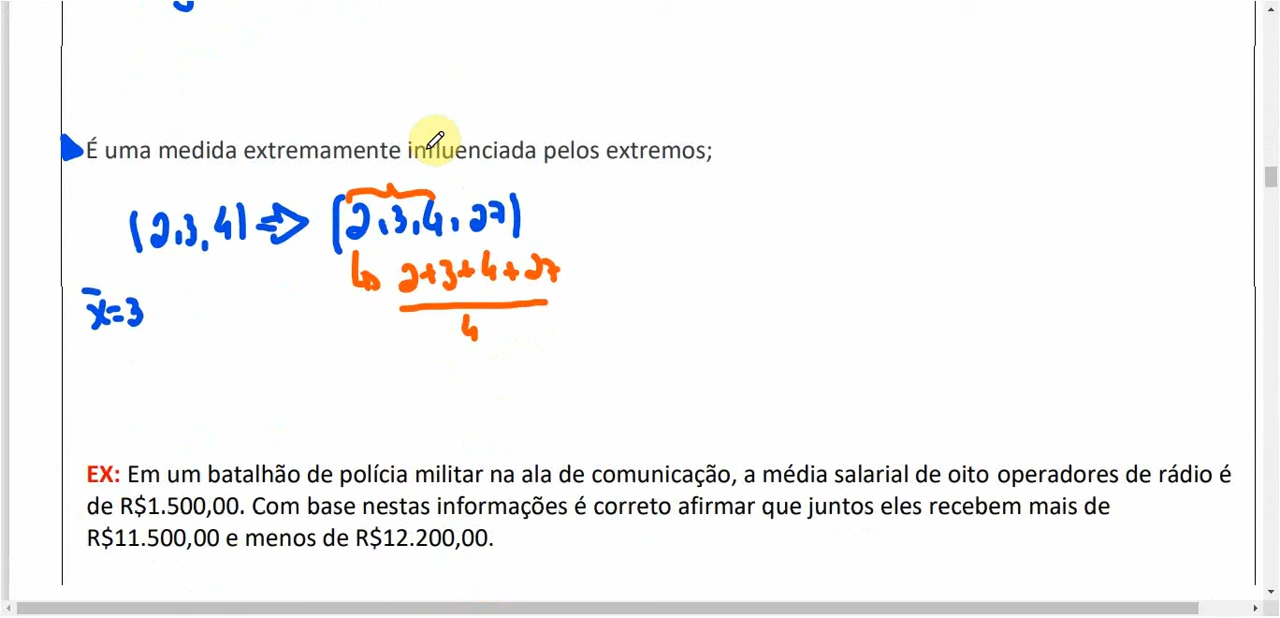 É uma medida extremamente influenciada pelos extremos;
(2,3,4) ⇒ (2,3,4,27)
↳ 2+3+4+27
4
x̄=3
EX: Em um batalhão de polícia militar na ala de comunicação, a média salarial de oito operadores de rádio é
de R$1.500,00. Com base nestas informações é correto afirmar que juntos eles recebem mais de
R$11.500,00 e menos de R$12.200,00.